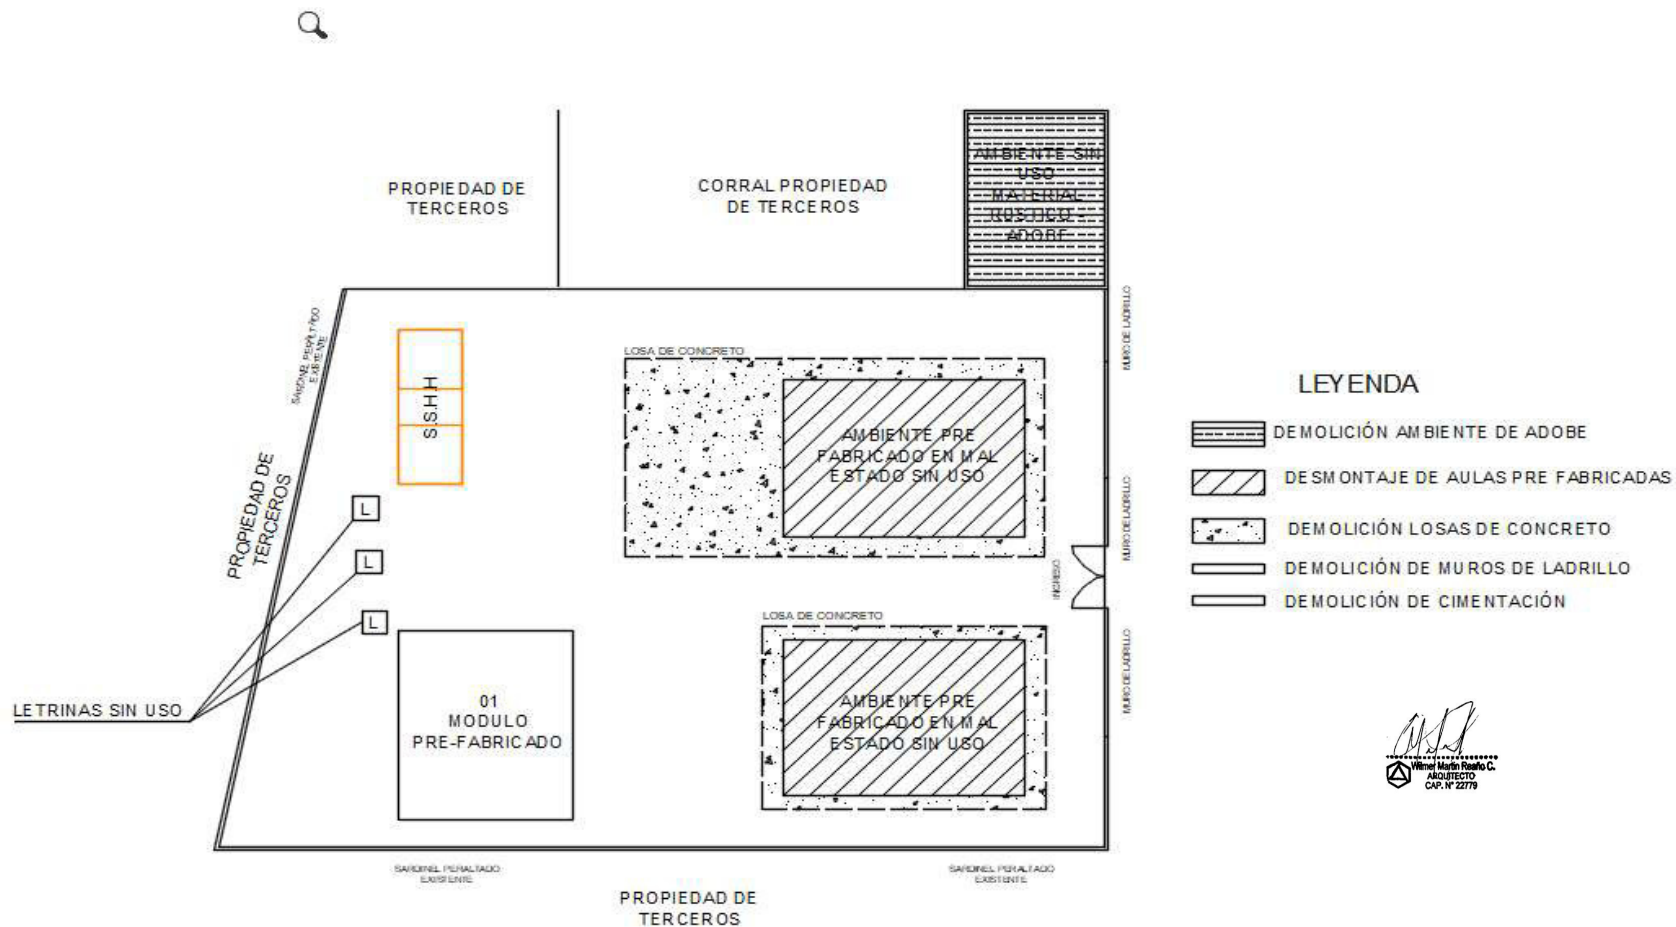 AMBIENTE SIN
USO
MATERIAL
RUSTICO -
ADOBE
PROPIEDAD DE
TERCEROS
CORRAL PROPIEDAD
DE TERCEROS
MURO DE LADRILLO
SARDINEL PERALTADO
EXISTENTE
LOSA DE CONCRETO
S.S.H.H
AMBIENTE PRE
FABRICADO EN MAL
ESTADO SIN USO
PROPIEDAD DE
TERCEROS
MURO DE LADRILLO
L
L
L
INGRESO
LOSA DE CONCRETO
MURO DE LADRILLO
LETRINAS SIN USO
01
MODULO
PRE-FABRICADO
AMBIENTE PRE
FABRICADO EN MAL
ESTADO SIN USO
SARDINEL PERALTADO
EXISTENTE
SARDINEL PERALTADO
EXISTENTE
PROPIEDAD DE
TERCEROS
LEYENDA
DEMOLICIÓN AMBIENTE DE ADOBE
DESMONTAJE DE AULAS PRE FABRICADAS
DEMOLICIÓN LOSAS DE CONCRETO
DEMOLICIÓN DE MUROS DE LADRILLO
DEMOLICIÓN DE CIMENTACIÓN
Wilmer Martin Reaño C.
ARQUITECTO
CAP. N° 22779